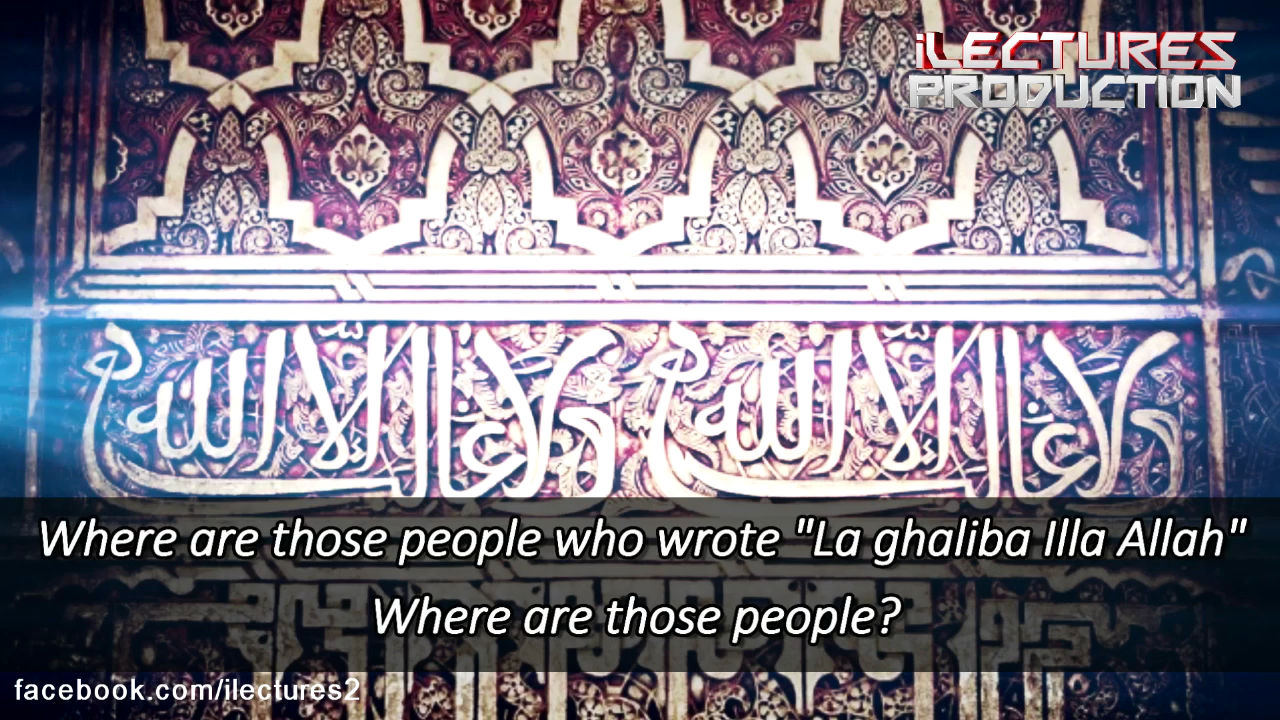 iLECTURES
PRODUCTION
ولا غالب إلا الله ولا غالب إلا الله
Where are those people who wrote "La ghaliba Illa Allah"
Where are those people?
facebook.com/ilectures2